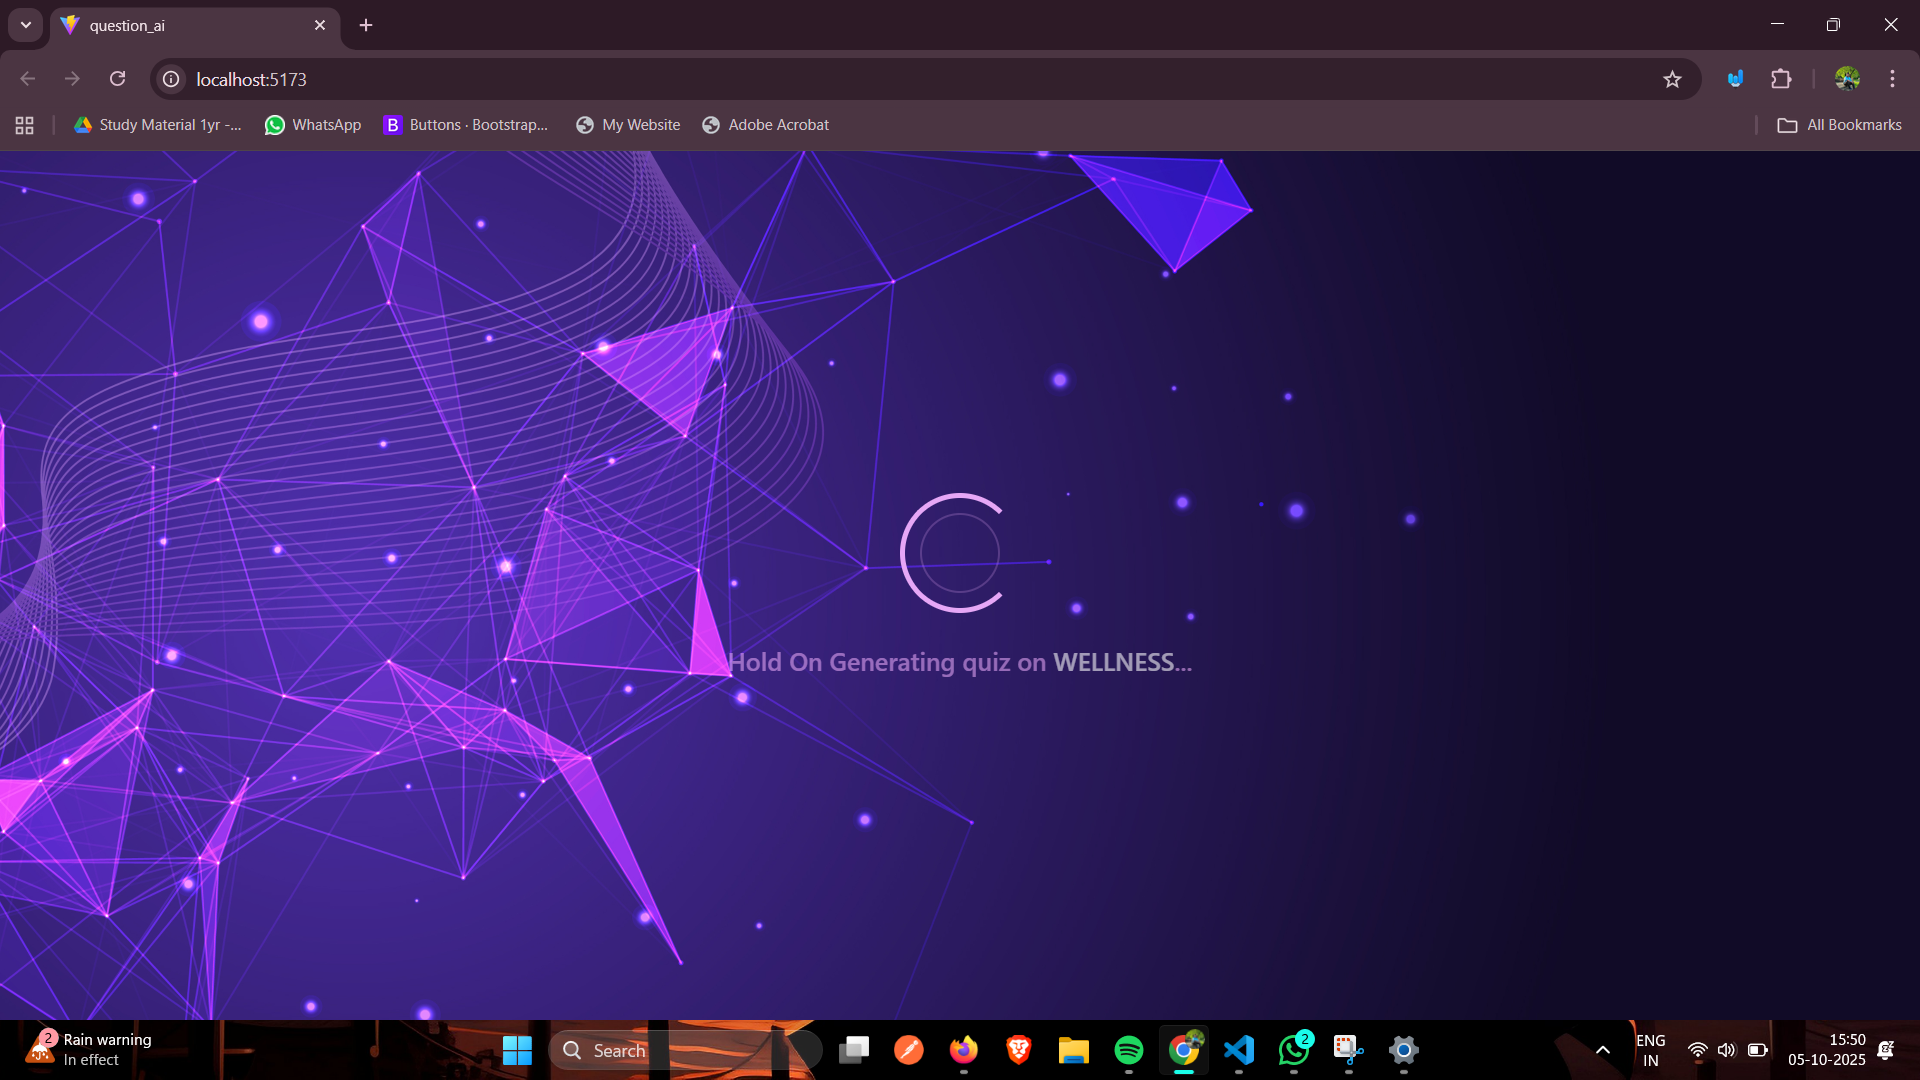 question_ai
localhost:5173
Study Material 1yr -...
WhatsApp
B
Buttons · Bootstrap...
My Website
Adobe Acrobat
All Bookmarks
Hold On Generating quiz on WELLNESS...
2
Rain warning
In effect
Search
2
ENG
IN
15:50
05-10-2025